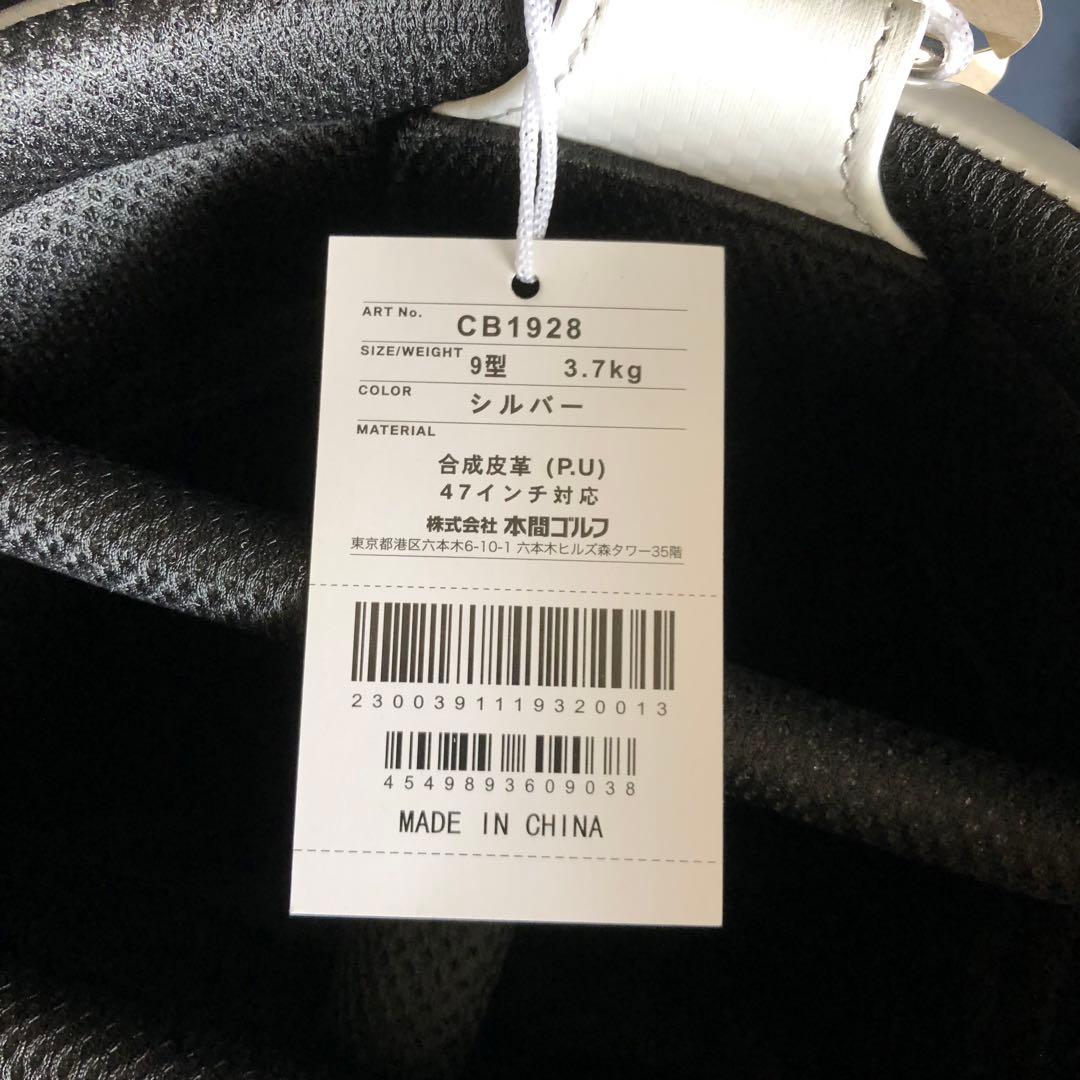 ART No. CB1928
SIZE/WEIGHT 9型 3.7kg
COLOR シルバー
MATERIAL
合成皮革 (P.U)
47インチ対応
株式会社 本間ゴルフ
東京都港区六本木6-10-1 六本木ヒルズ森タワー35階
2300391119320013
4549893609038
MADE IN CHINA